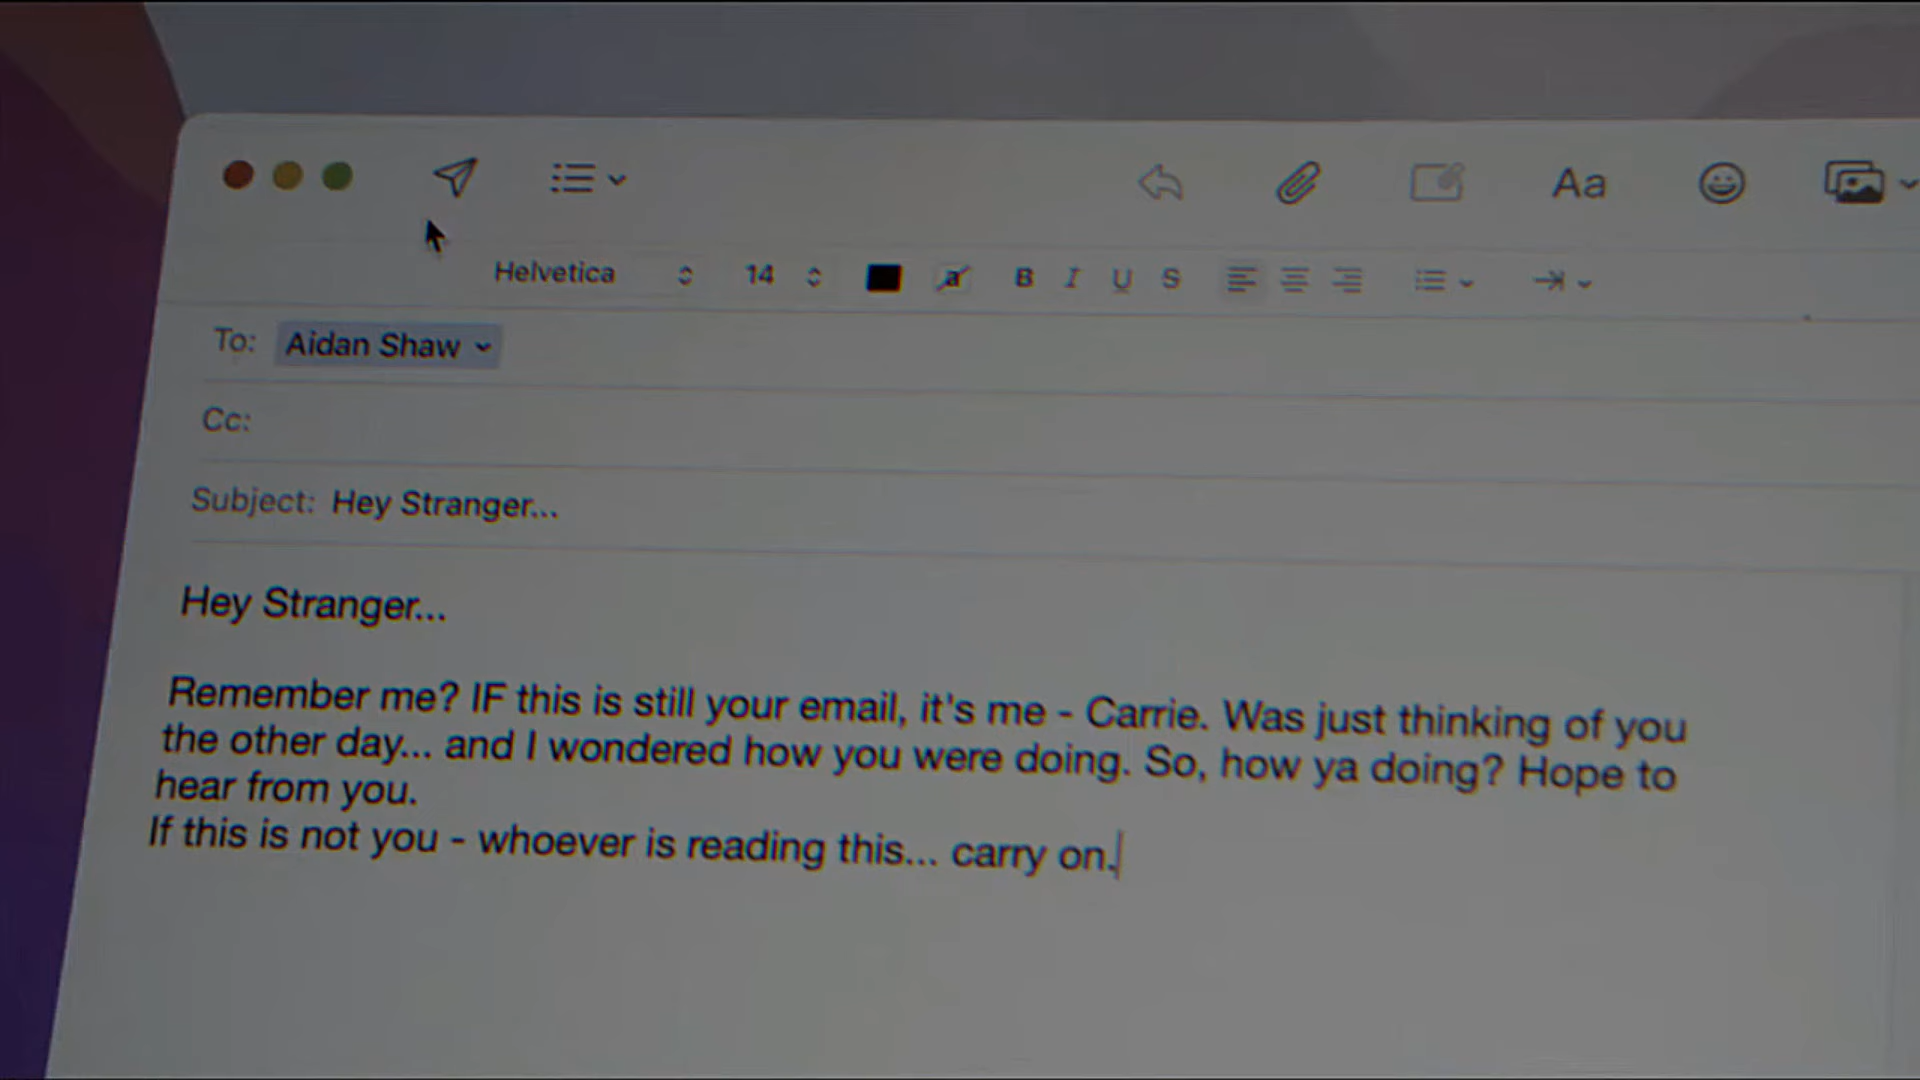 Aa
Helvetica 14 a B I U S
To: Aidan Shaw
Cc:
Subject: Hey Stranger...
Hey Stranger...
Remember me? IF this is still your email, it's me - Carrie. Was just thinking of you
the other day... and I wondered how you were doing. So, how ya doing? Hope to
hear from you.
If this is not you - whoever is reading this... carry on.